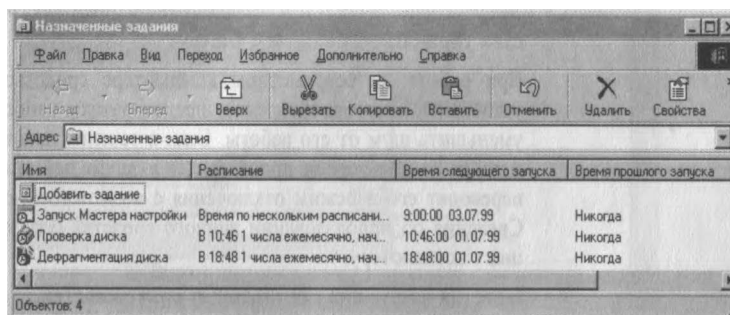 Назначенные задания
Файл Правка Вид Переход Избранное Дополнительно Справка
Назад Вперед Вверх Вырезать Копировать Вставить Отменить Удалить Свойства
Адрес Назначенные задания
Имя Расписание Время следующего запуска Время прошлого запуска
Добавить задание
Запуск Мастера настройки Время по нескольким расписани... 9:00:00 03.07.99 Никогда
Проверка диска В 10:46 1 числа ежемесячно, нач... 10:46:00 01.07.99 Никогда
Дефрагментация диска В 18:48 1 числа ежемесячно, нач... 18:48:00 01.07.99 Никогда
Объектов: 4